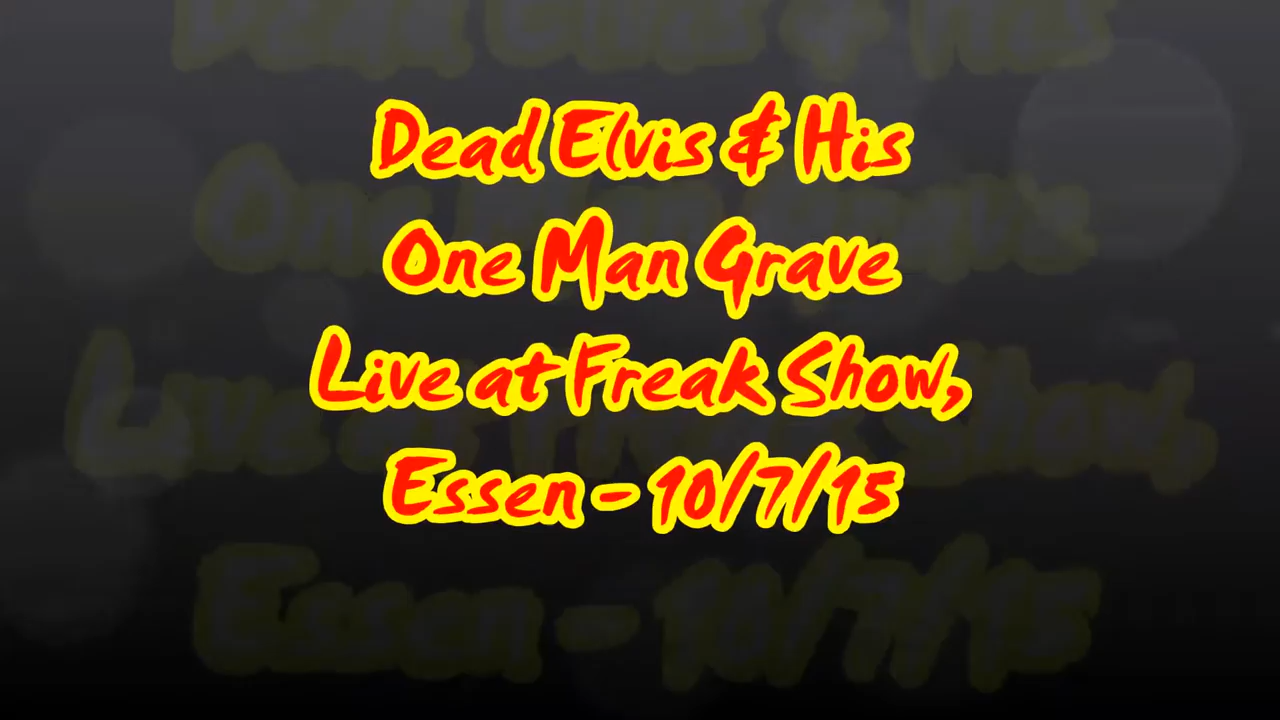 Dead Elvis & His
One Man Grave
Live at Freak Show,
Essen - 10/7/15